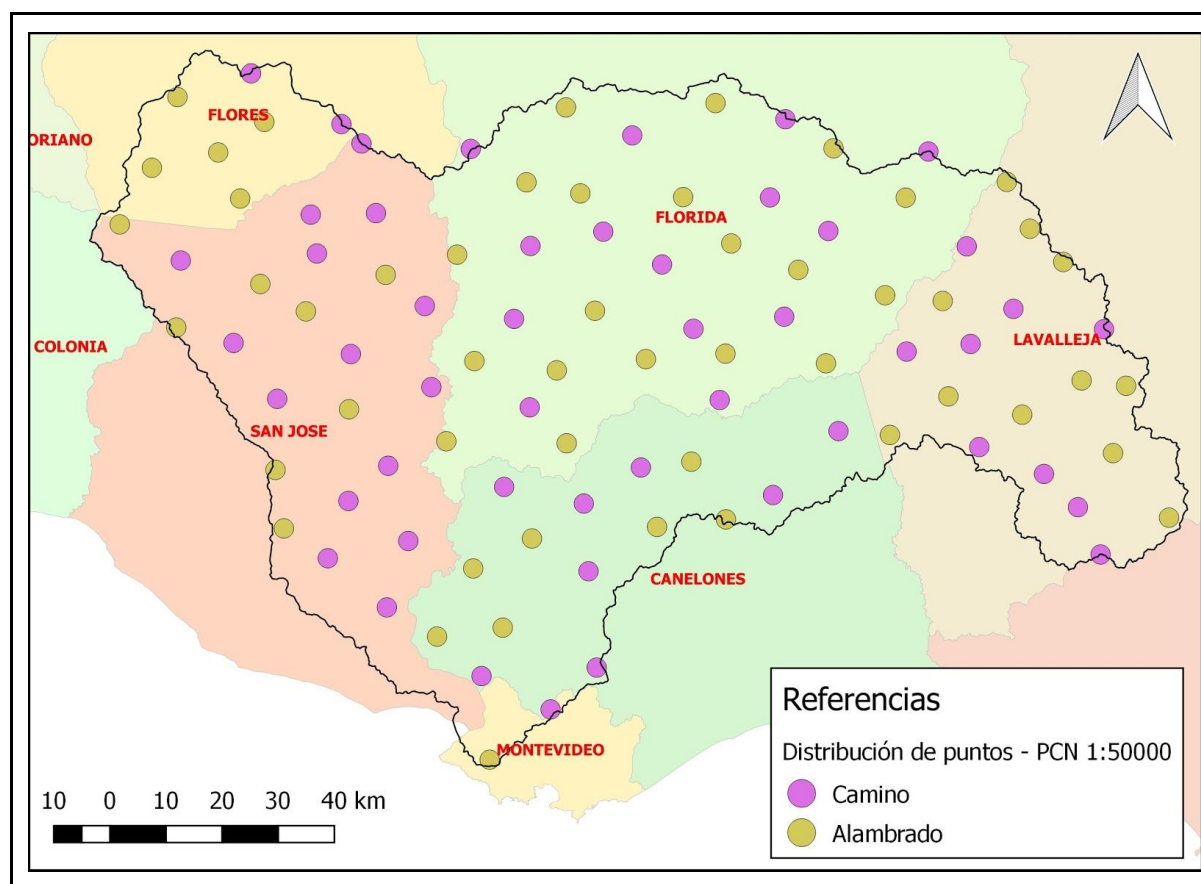 FLORES
ORIANO
FLORIDA
COLONIA
LAVALLEJA
SAN JOSE
CANELONES
MONTEVIDEO
Referencias
Distribución de puntos - PCN 1:50000
Camino
Alambrado
10 0 10 20 30 40 km